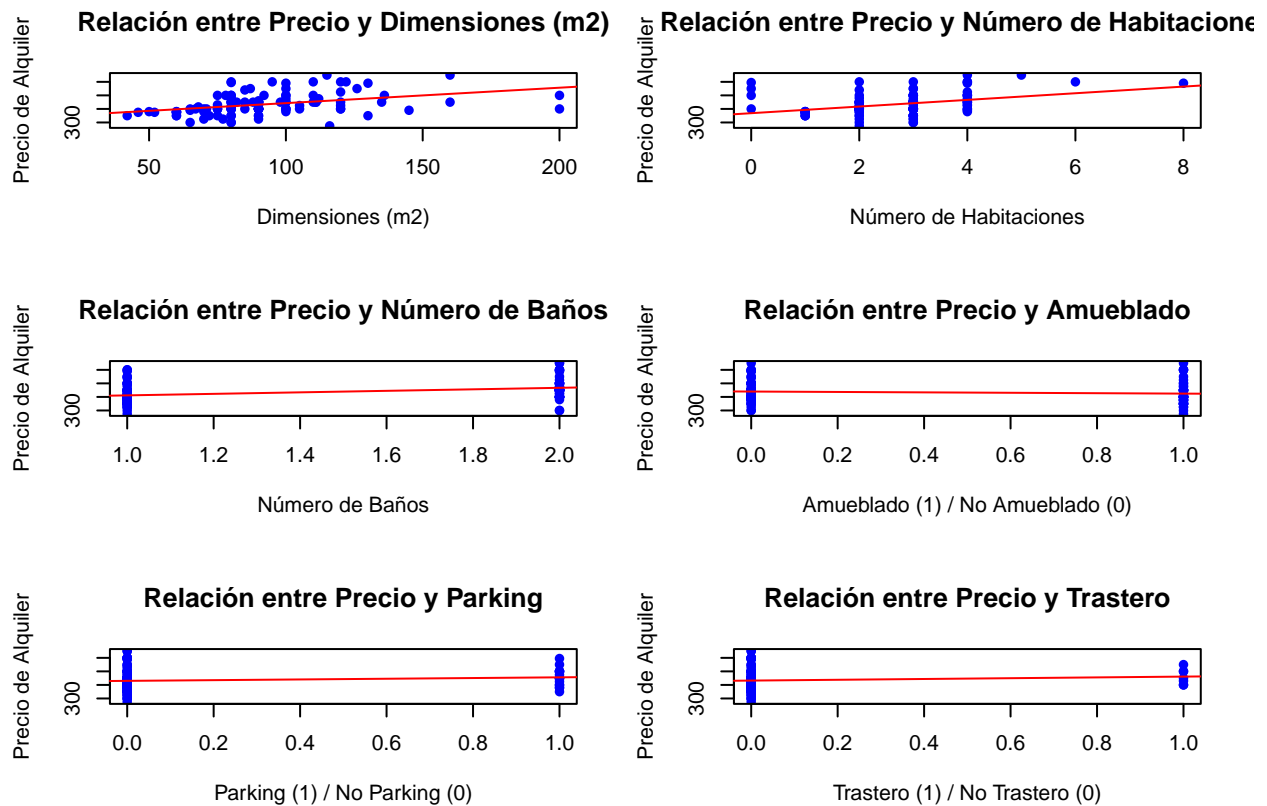 Relación entre Precio y Dimensiones (m2)
Precio de Alquiler
300
50 100 150 200
Dimensiones (m2)
Relación entre Precio y Número de Habitacione
Precio de Alquiler
300
0 2 4 6 8
Número de Habitaciones
Relación entre Precio y Número de Baños
Precio de Alquiler
300
1.0 1.2 1.4 1.6 1.8 2.0
Número de Baños
Relación entre Precio y Amueblado
Precio de Alquiler
300
0.0 0.2 0.4 0.6 0.8 1.0
Amueblado (1) / No Amueblado (0)
Relación entre Precio y Parking
Precio de Alquiler
300
0.0 0.2 0.4 0.6 0.8 1.0
Parking (1) / No Parking (0)
Relación entre Precio y Trastero
Precio de Alquiler
300
0.0 0.2 0.4 0.6 0.8 1.0
Trastero (1) / No Trastero (0)